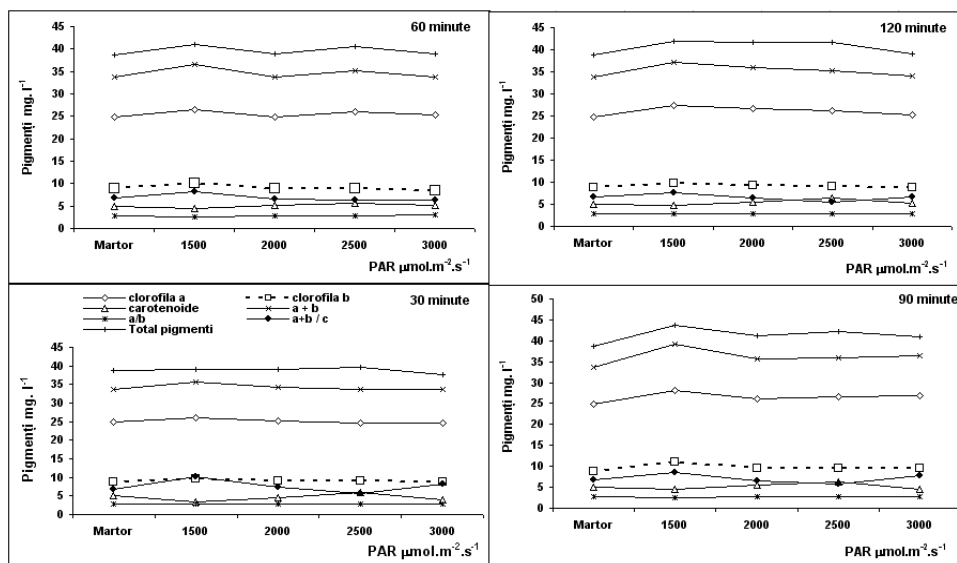 60 minute
Pigmenți mg. l⁻¹
45
40
35
30
25
20
15
10
5
0
Martor 1500 2000 2500 3000
PAR µmol.m⁻².s⁻¹
120 minute
Pigmenți mg. l⁻¹
45
40
35
30
25
20
15
10
5
0
Martor 1500 2000 2500 3000
PAR µmol.m⁻².s⁻¹
clorofila a clorofila b
carotenoide a + b
a/b a+b / c
Total pigmenti
30 minute
Pigmenți mg. l⁻¹
45
40
35
30
25
20
15
10
5
0
Martor 1500 2000 2500 3000
PAR µmol.m⁻².s⁻¹
90 minute
Pigmenți mg. l⁻¹
50
45
40
35
30
25
20
15
10
5
0
Martor 1500 2000 2500 3000
PAR µmol.m⁻².s⁻¹